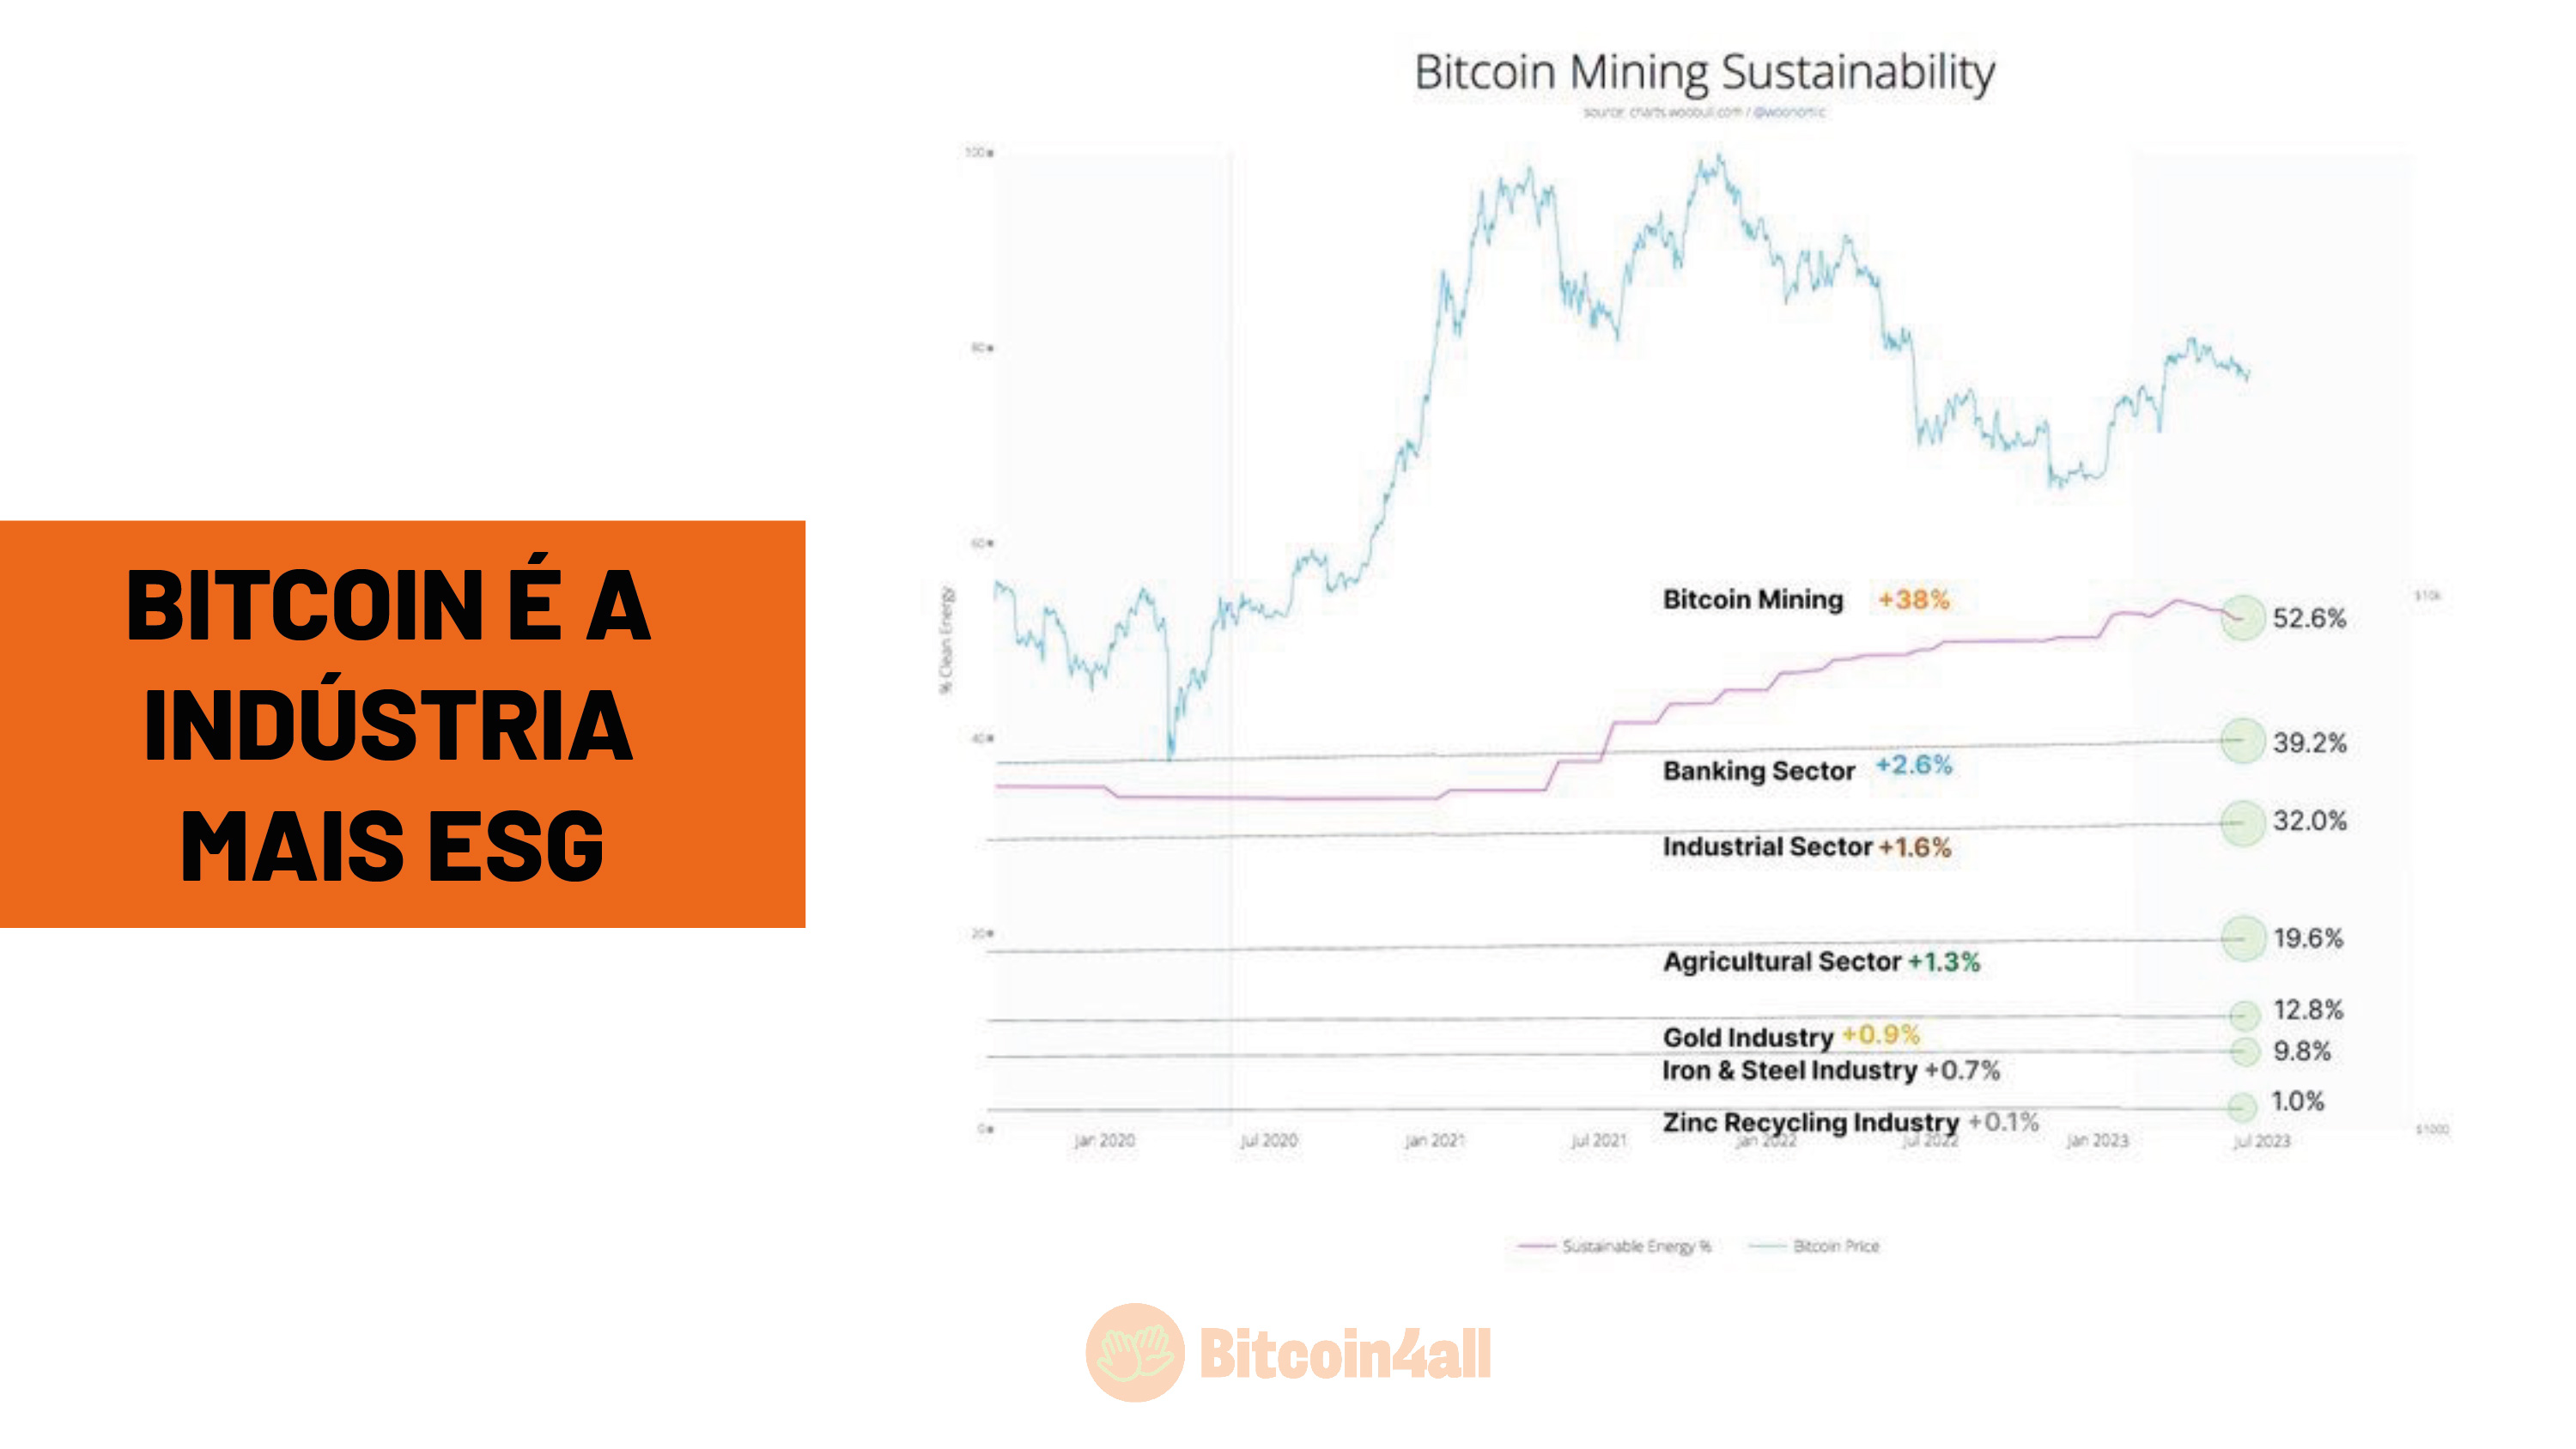 BITCOIN É A
INDÚSTRIA
MAIS ESG
Bitcoin Mining Sustainability
source: charts.woobull.com / @woonomic
% Clean Energy
100
80
60
40
20
0
$10k
$1000
Bitcoin Mining +38%
52.6%
39.2%
Banking Sector +2.6%
32.0%
Industrial Sector +1.6%
19.6%
Agricultural Sector +1.3%
12.8%
Gold Industry +0.9%
9.8%
Iron & Steel Industry +0.7%
1.0%
Zinc Recycling Industry +0.1%
Jan 2020 Jul 2020 Jan 2021 Jul 2021 Jan 2022 Jul 2022 Jan 2023 Jul 2023
Sustainable Energy % Bitcoin Price
Bitcoin4all